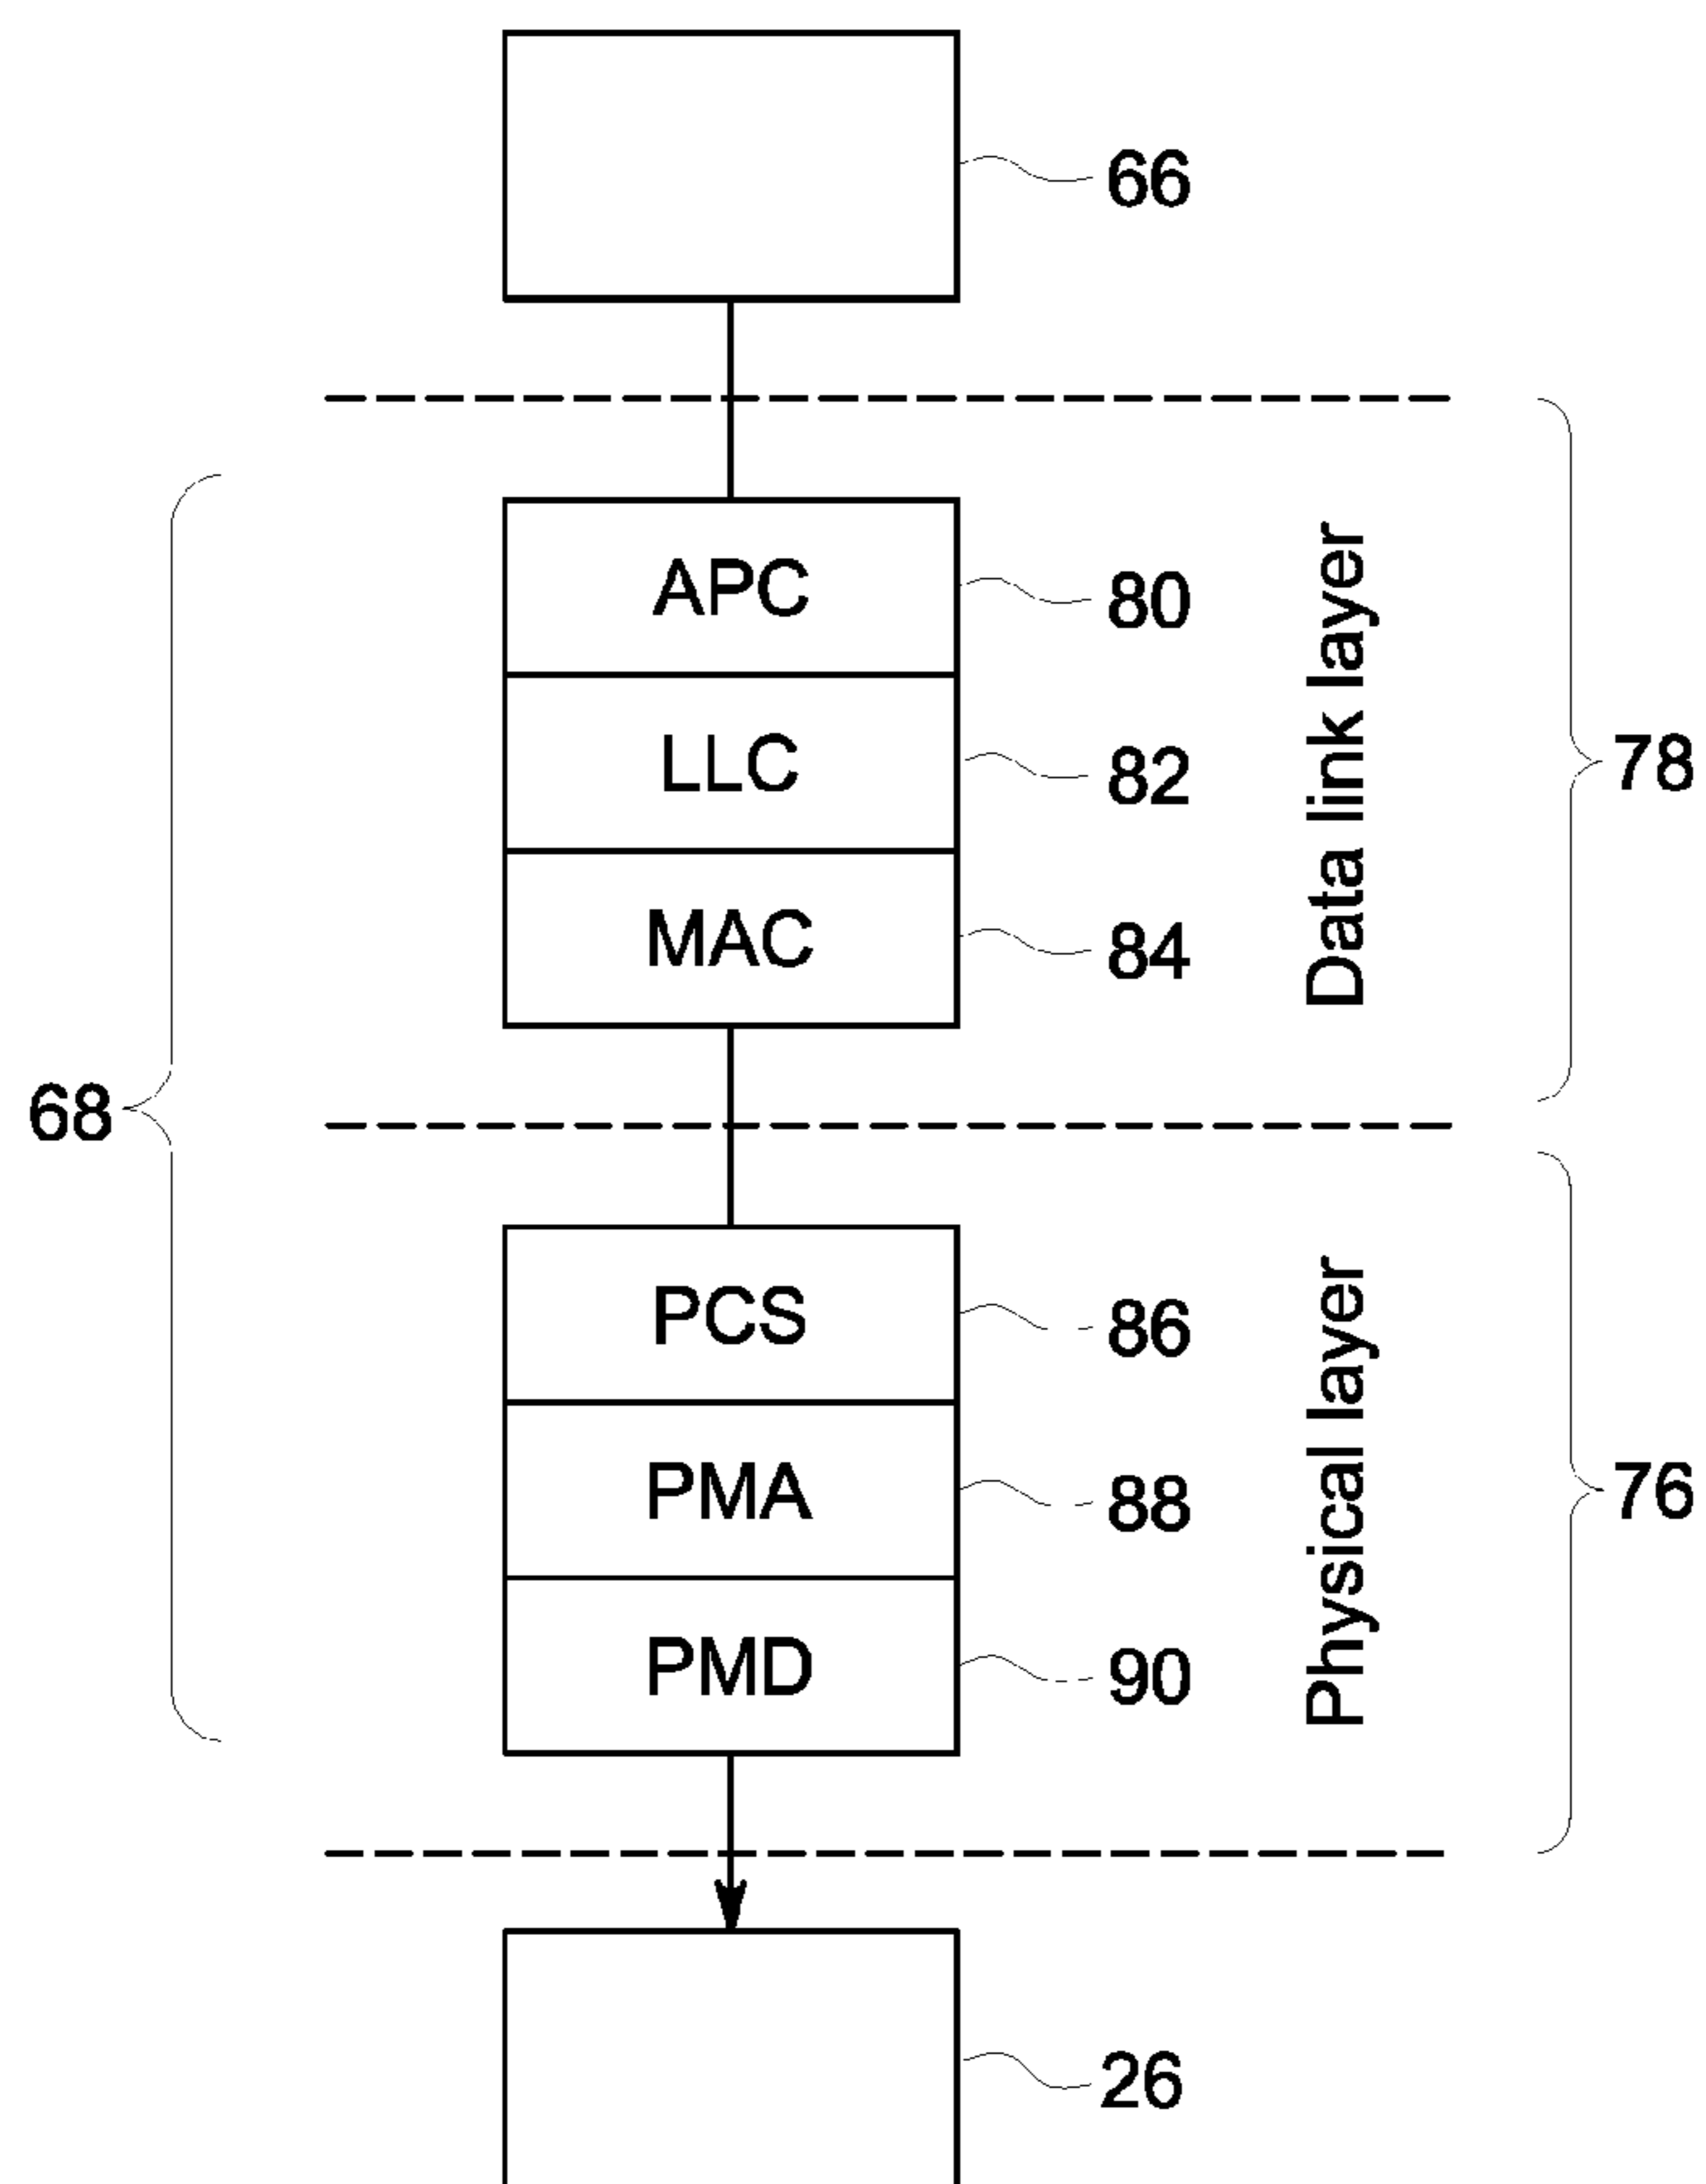 66
APC
80
LLC
82
MAC
84
Data link layer
78
68
PCS
86
PMA
88
PMD
90
Physical layer
76
26